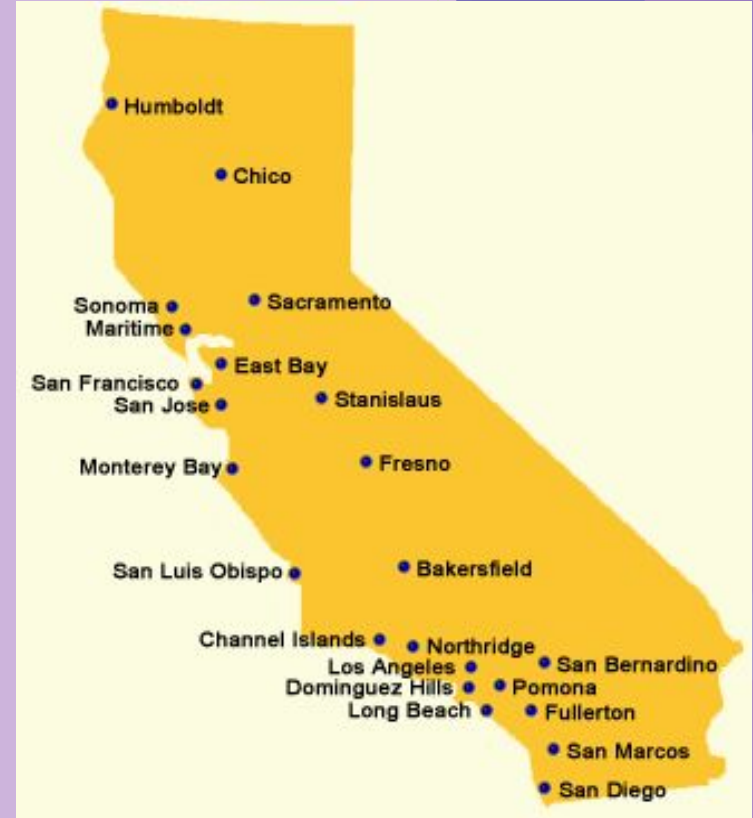 Humboldt
Chico
Sonoma
Sacramento
Maritime
East Bay
San Francisco
Stanislaus
San Jose
Monterey Bay
Fresno
San Luis Obispo
Bakersfield
Channel Islands
Northridge
Los Angeles
San Bernardino
Dominguez Hills
Pomona
Long Beach
Fullerton
San Marcos
San Diego